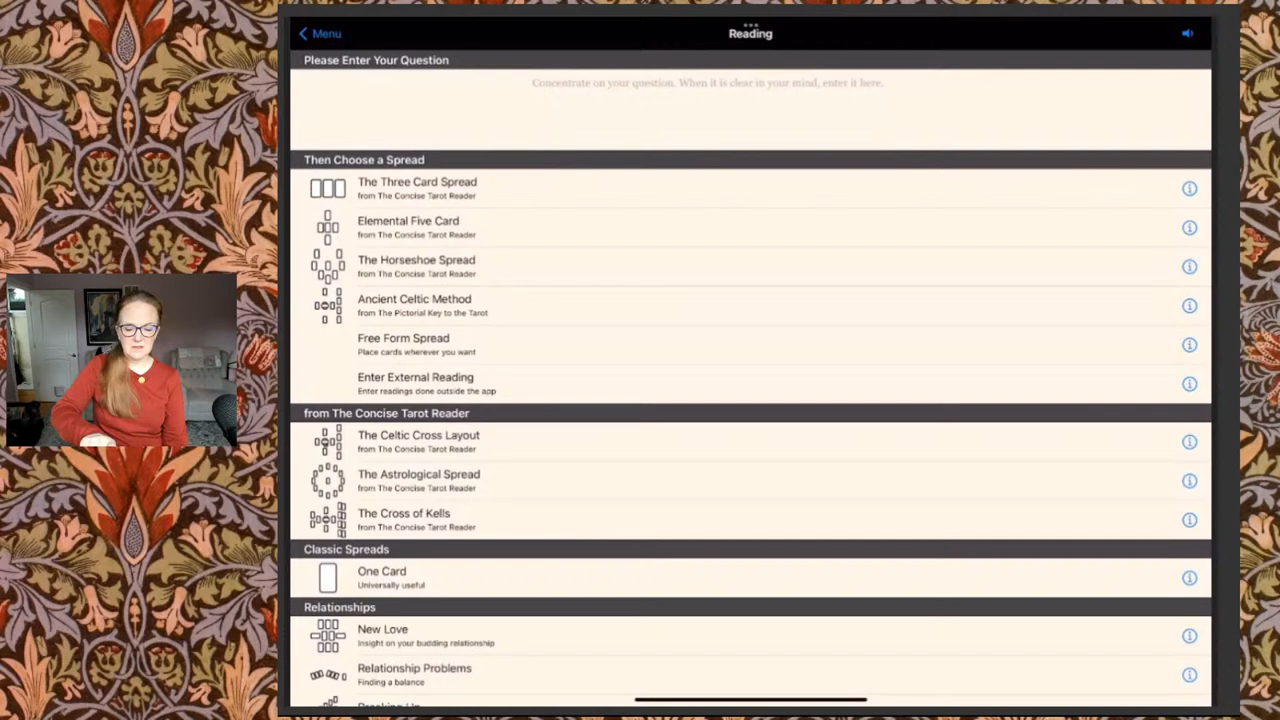 Menu
Reading
Please Enter Your Question
Concentrate on your question. When it is clear in your mind, enter it here.
Then Choose a Spread
The Three Card Spread
from The Concise Tarot Reader
Elemental Five Card
from The Concise Tarot Reader
The Horseshoe Spread
from The Concise Tarot Reader
Ancient Celtic Method
from The Pictorial Key to the Tarot
Free Form Spread
Place cards wherever you want
Enter External Reading
Enter readings done outside the app
from The Concise Tarot Reader
The Celtic Cross Layout
from The Concise Tarot Reader
The Astrological Spread
from The Concise Tarot Reader
The Cross of Kells
from The Concise Tarot Reader
Classic Spreads
One Card
Universally useful
Relationships
New Love
Insight on your budding relationship
Relationship Problems
Finding a balance
Breaking Up